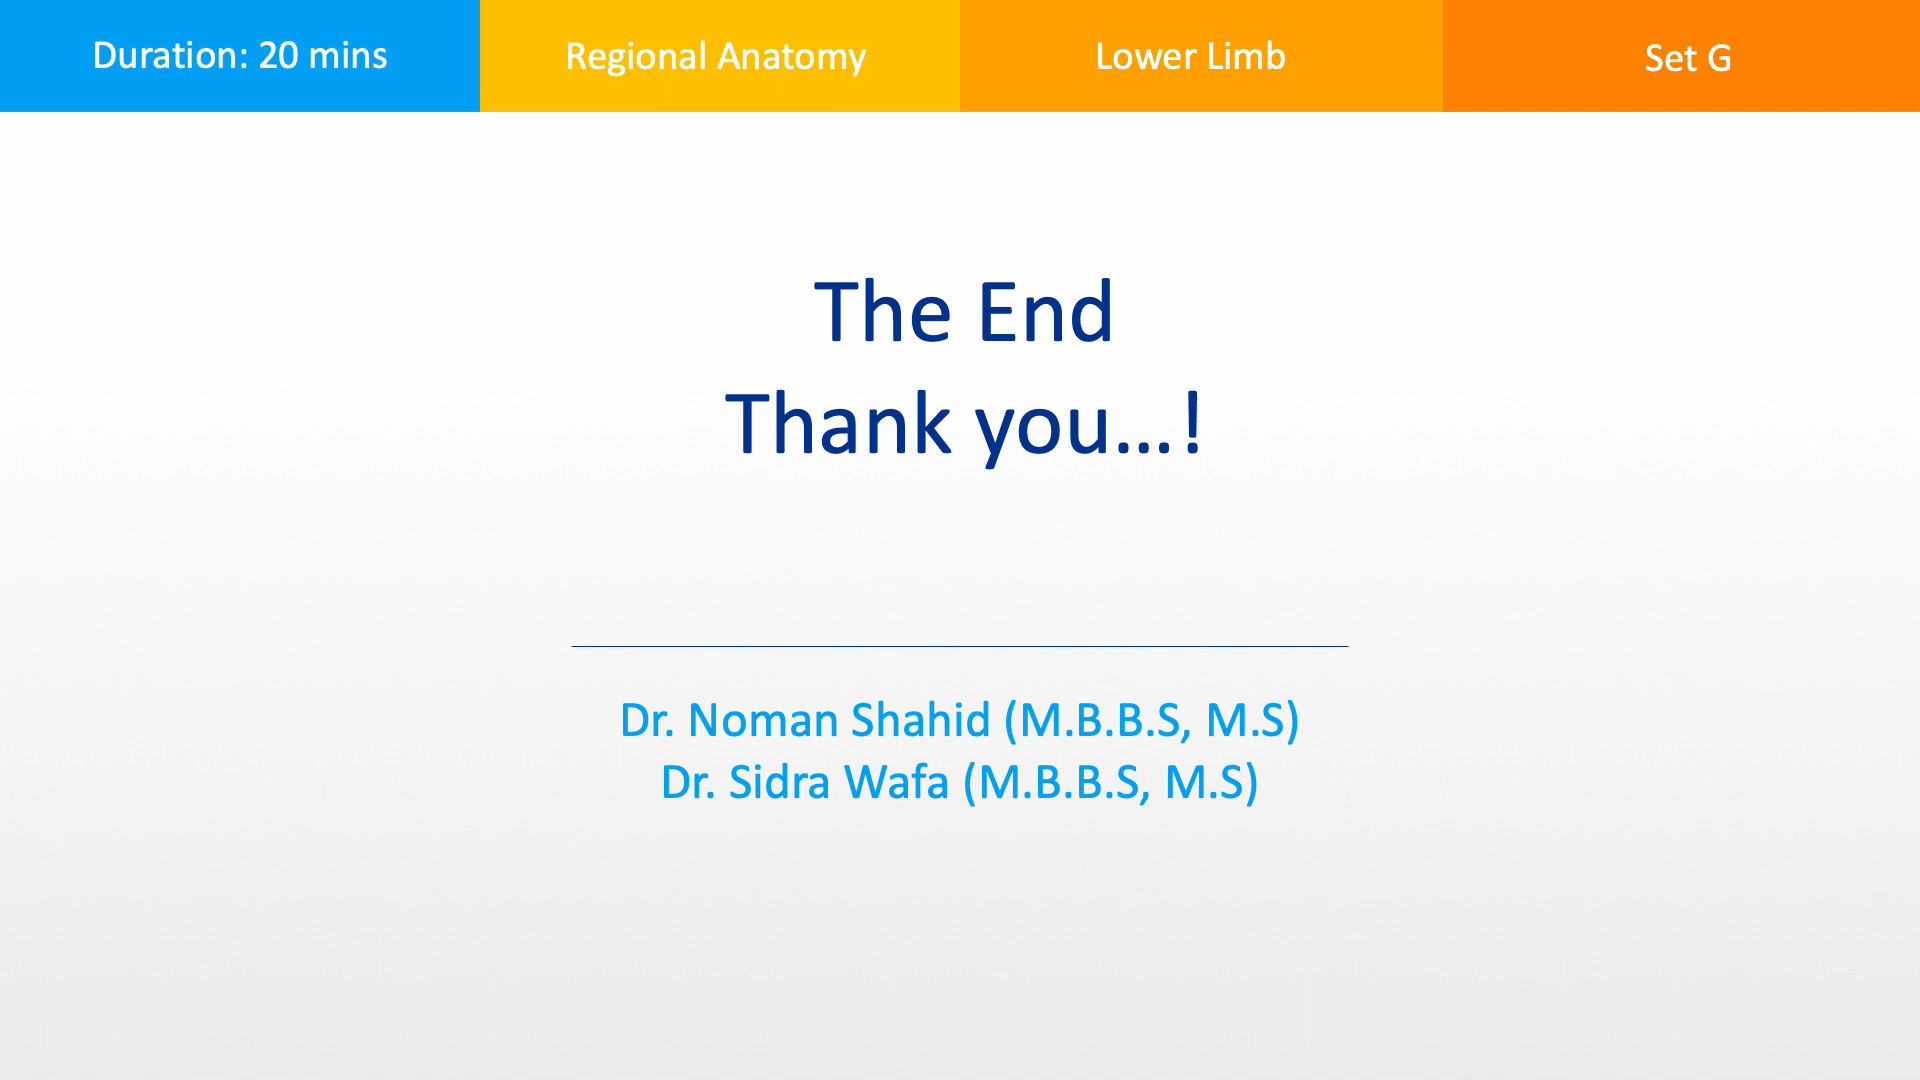 Duration: 20 mins
Regional Anatomy
Lower Limb
Set G
The End
Thank you...!
Dr. Noman Shahid (M.B.B.S, M.S)
Dr. Sidra Wafa (M.B.B.S, M.S)